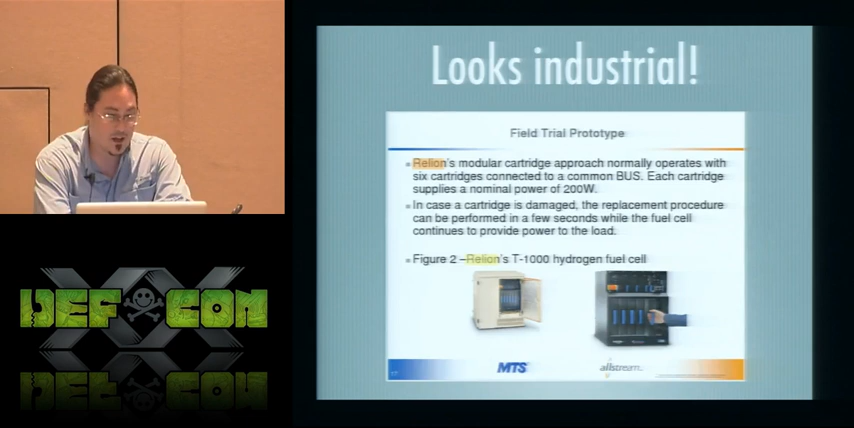 Looks industrial!
Field Trial Prototype
Relion's modular cartridge approach normally operates with
six cartridges connected to a common BUS. Each cartridge
supplies a nominal power of 200W.
In case a cartridge is damaged, the replacement procedure
can be performed in a few seconds while the fuel cell
continues to provide power to the load.
Figure 2 –Relion's T-1000 hydrogen fuel cell
17
MTS
allstream.
DEFCON
XX